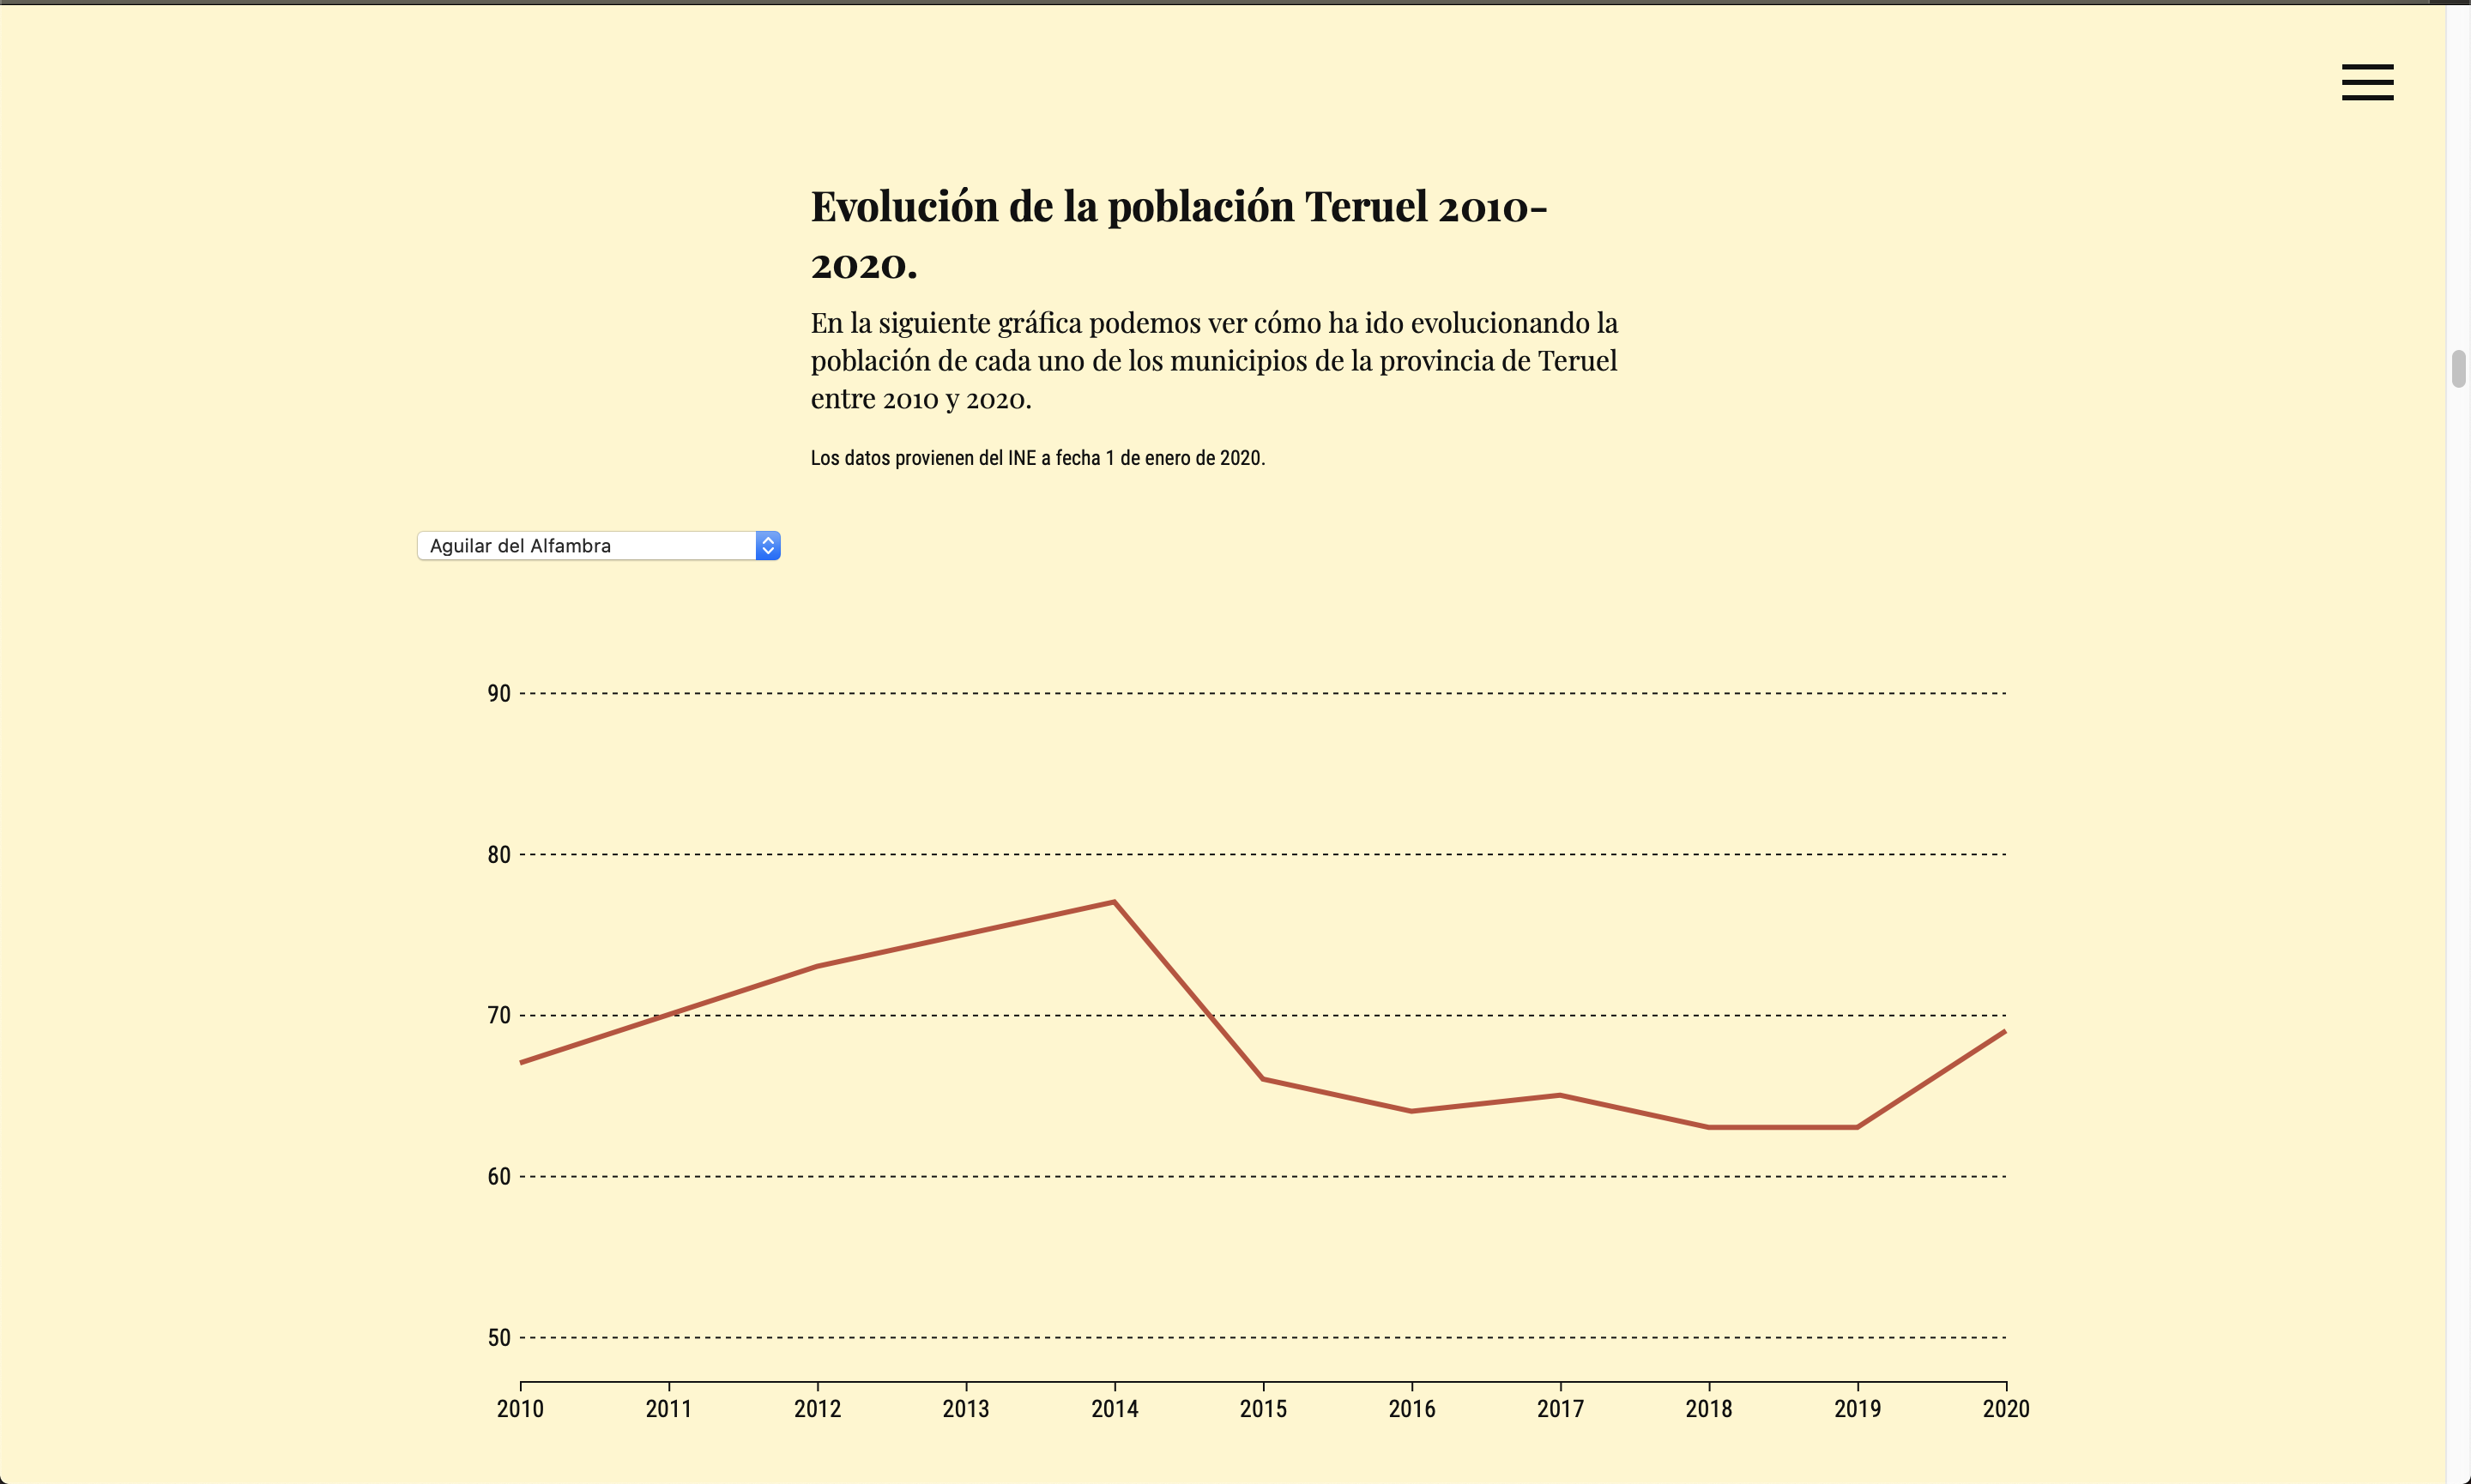 Evolución de la población Teruel 2010-
2020.
En la siguiente gráfica podemos ver cómo ha ido evolucionando la
población de cada uno de los municipios de la provincia de Teruel
entre 2010 y 2020.
Los datos provienen del INE a fecha 1 de enero de 2020.
Aguilar del Alfambra
90
80
70
60
50
2010 2011 2012 2013 2014 2015 2016 2017 2018 2019 2020